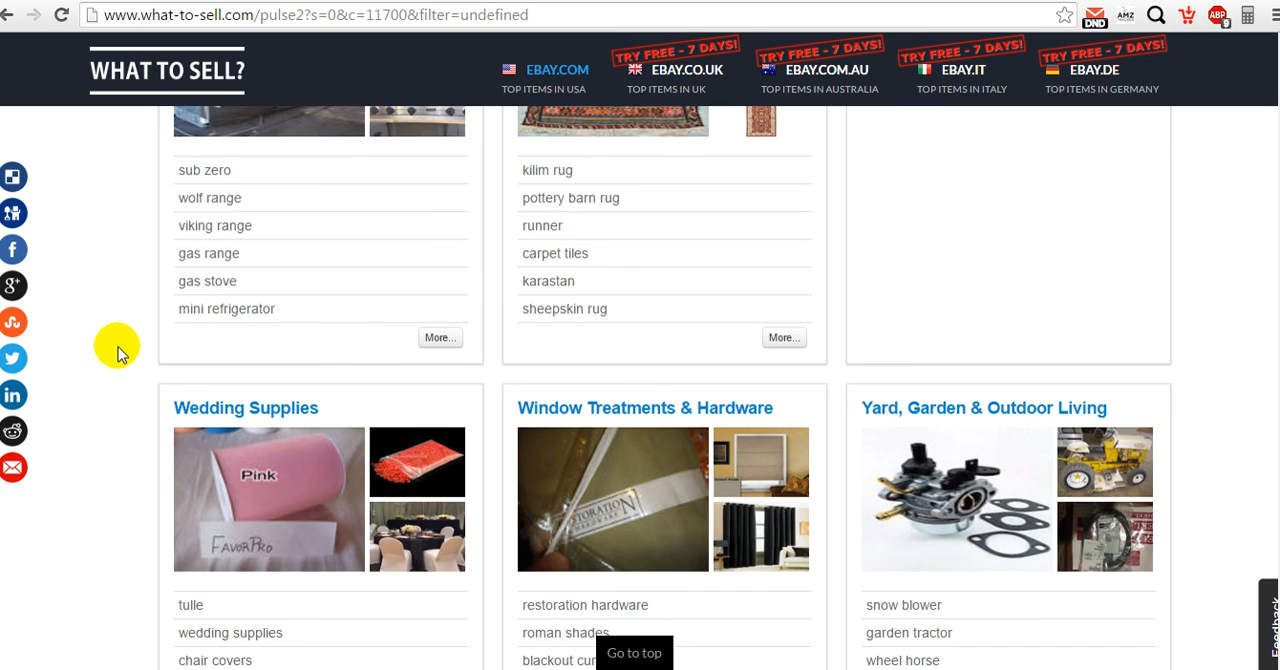 www.what-to-sell.com/pulse2?s=0&c=11700&filter=undefined
DND
AMZ
ABP
9
WHAT TO SELL?
TRY FREE - 7 DAYS!
TRY FREE - 7 DAYS!
TRY FREE - 7 DAYS!
TRY FREE - 7 DAYS!
EBAY.COM
EBAY.CO.UK
EBAY.COM.AU
EBAY.IT
EBAY.DE
TOP ITEMS IN USA
TOP ITEMS IN UK
TOP ITEMS IN AUSTRALIA
TOP ITEMS IN ITALY
TOP ITEMS IN GERMANY
sub zero
wolf range
viking range
gas range
gas stove
mini refrigerator
More...
kilim rug
pottery barn rug
runner
carpet tiles
karastan
sheepskin rug
More...
Wedding Supplies
Pink
FavorPro
tulle
wedding supplies
chair covers
Window Treatments & Hardware
restoration hardware
roman shades
blackout cur
Yard, Garden & Outdoor Living
snow blower
garden tractor
wheel horse
Go to top
Feedback